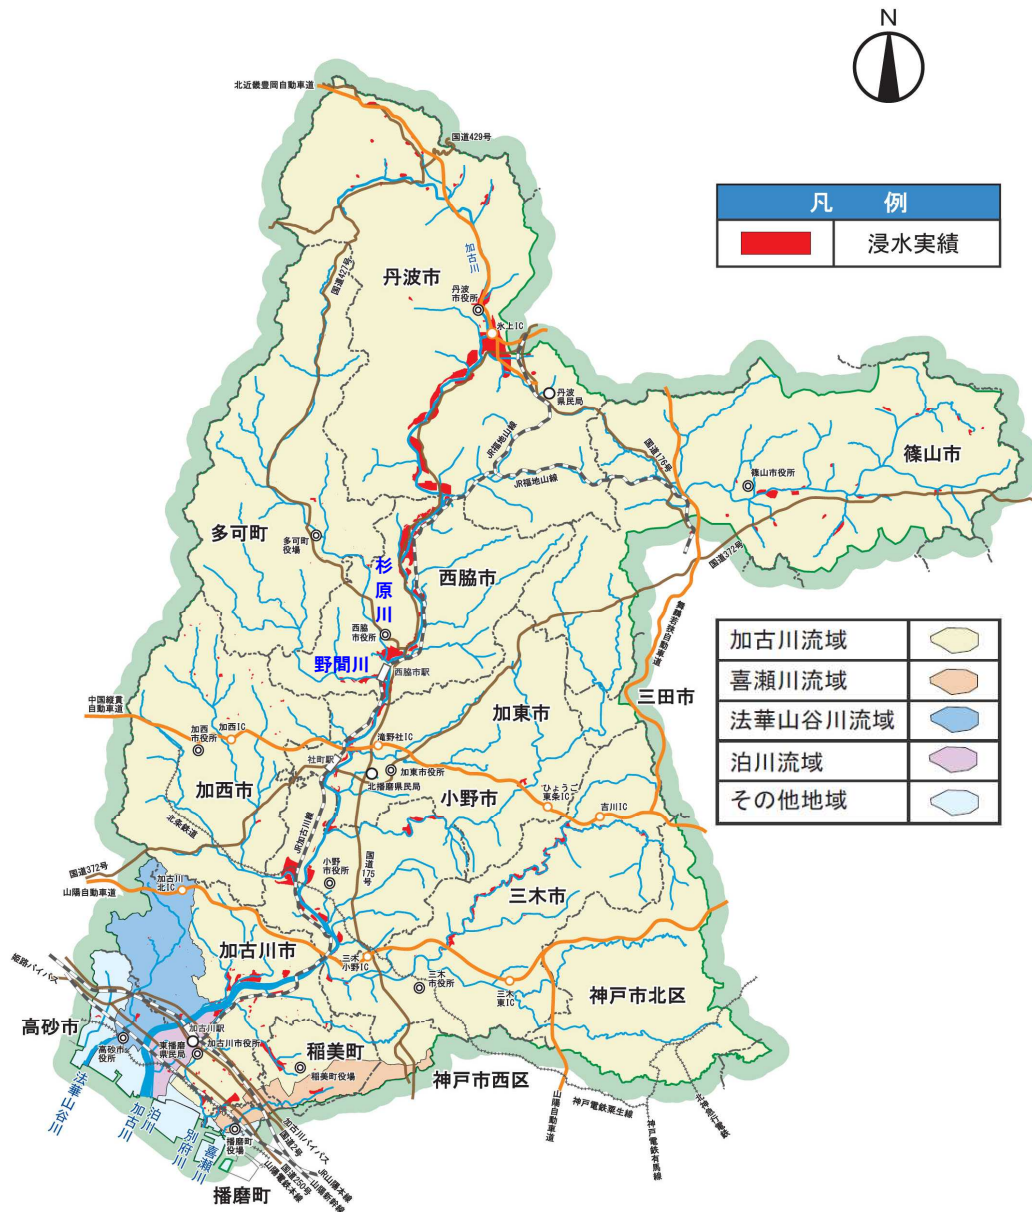 N
北近畿豊岡自動車道
国道429号
凡　例
浸水実績
国道427号
加古川
丹波市
丹波
市役所
氷上IC
丹波
県民局
JR福地山線
JR福地山線
国道176号
篠山市役所
篠山市
多可町
多可町
役場
杉原川
西脇市
国道372号
舞鶴若狭自動車道
西脇
市役所
野間川
西脇市駅
三田市
加古川流域
喜瀬川流域
法華山谷川流域
泊川流域
その他地域
中国縦貫
自動車道
加西
市役所
加西IC
加東市
滝野社IC
社町駅
加東市役所
北播磨県民局
加西市
小野市
ひょうご
東条IC
吉川IC
北条鉄道
JR加古川線
国道175号
国道372号
山陽自動車道
加古川
北IC
小野
市役所
三木市
加古川市
三木
小野IC
三木
市役所
三木
東IC
神戸市北区
姫路バイパス
高砂市
高砂市
役所
加古川駅
加古川市役所
東播磨
県民局
稲美町
稲美町役場
神戸市西区
法華山谷川
加古川
泊川
別府川
喜瀬川
播磨町
役場
播磨町
加古川バイパス
国道2号
JR山陽本線
山陽新幹線
国道250号
山陽電鉄本線
山陽自動車道
神戸電鉄粟生線
神戸電鉄有馬線
北神急行電鉄